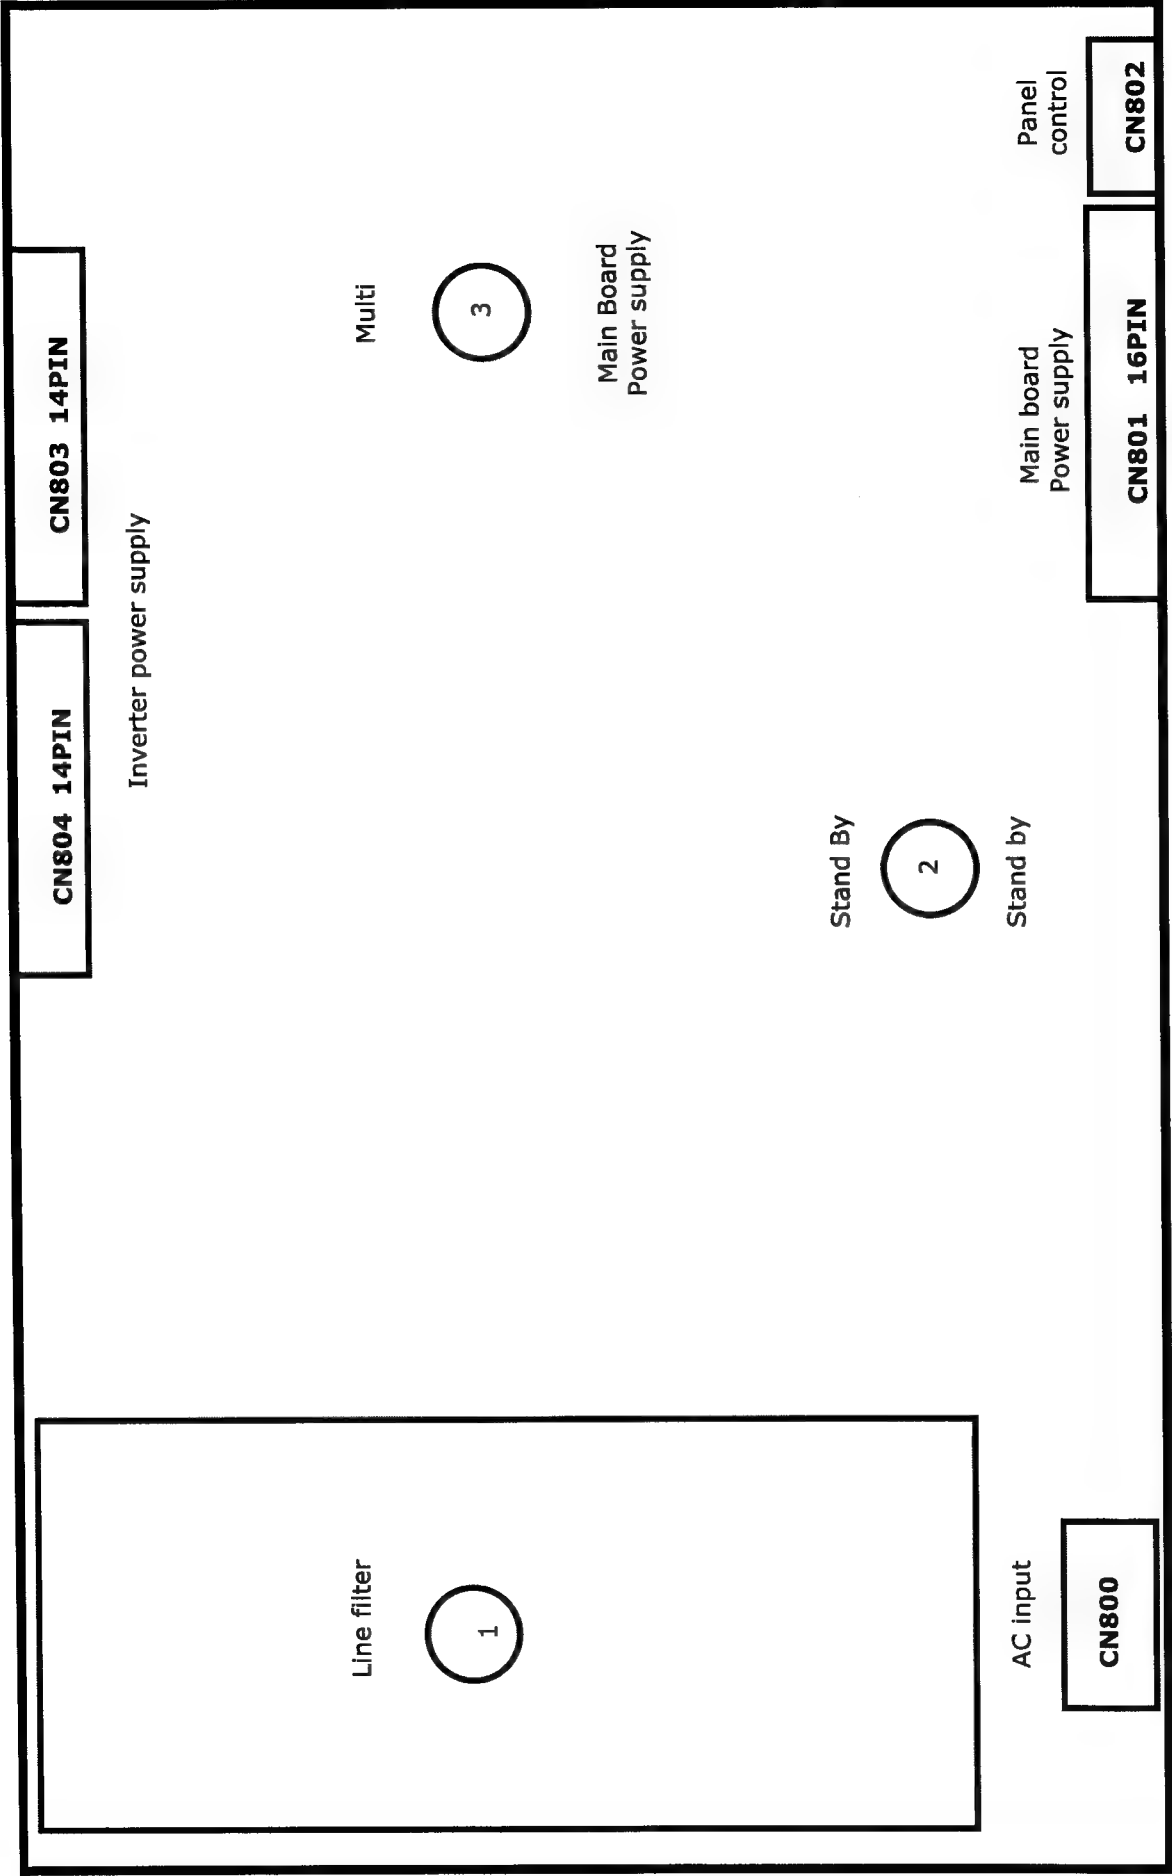 CN804 14PIN
CN803 14PIN
Inverter power supply
Line filter
1
Multi
3
Main Board
Power supply
Stand By
2
Stand by
AC input
CN800
Main board
Power supply
CN801 16PIN
Panel
control
CN802